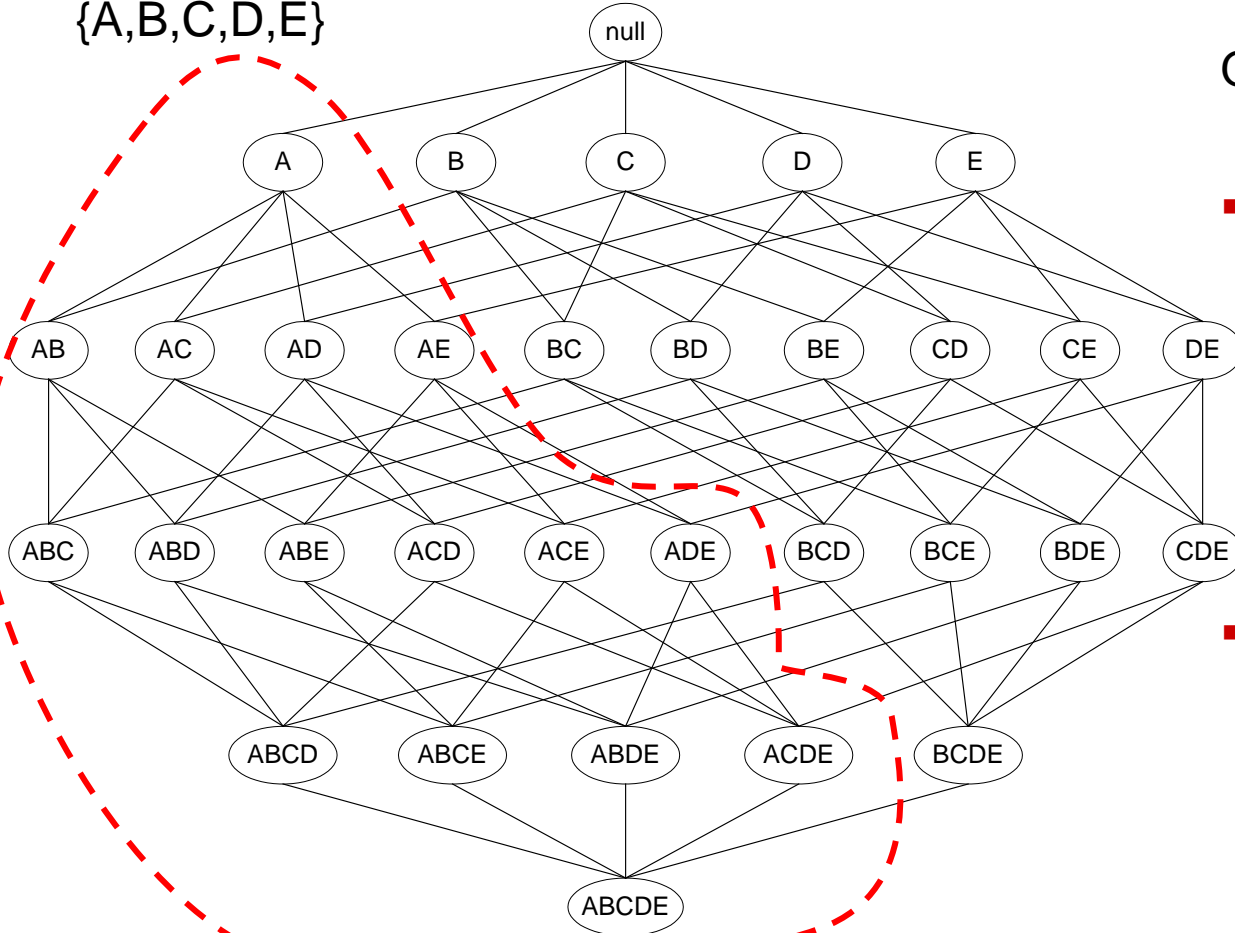 {A,B,C,D,E}
null
A B C D E
AB AC AD AE BC BD BE CD CE DE
ABC ABD ABE ACD ACE ADE BCD BCE BDE CDE
ABCD ABCE ABDE ACDE BCDE
ABCDE